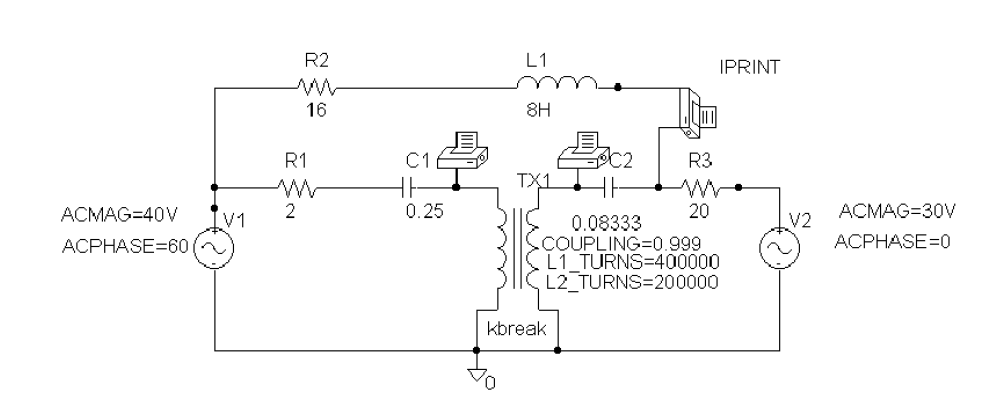 R2
16
L1
8H
IPRINT
R1
2
C1
0.25
TX1
C2
0.08333
R3
20
ACMAG=40V
ACPHASE=60
V1
+
-
COUPLING=0.999
L1_TURNS=400000
L2_TURNS=200000
kbreak
V2
+
-
ACMAG=30V
ACPHASE=0
0